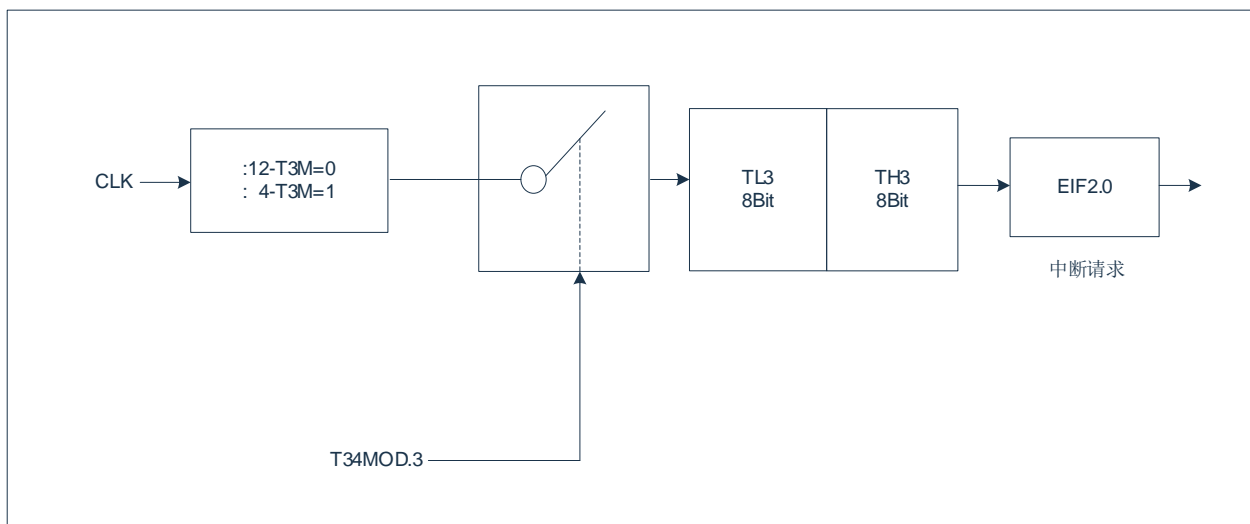 CLK
:12-T3M=0
: 4-T3M=1
TL3
8Bit
TH3
8Bit
EIF2.0
中断请求
T34MOD.3